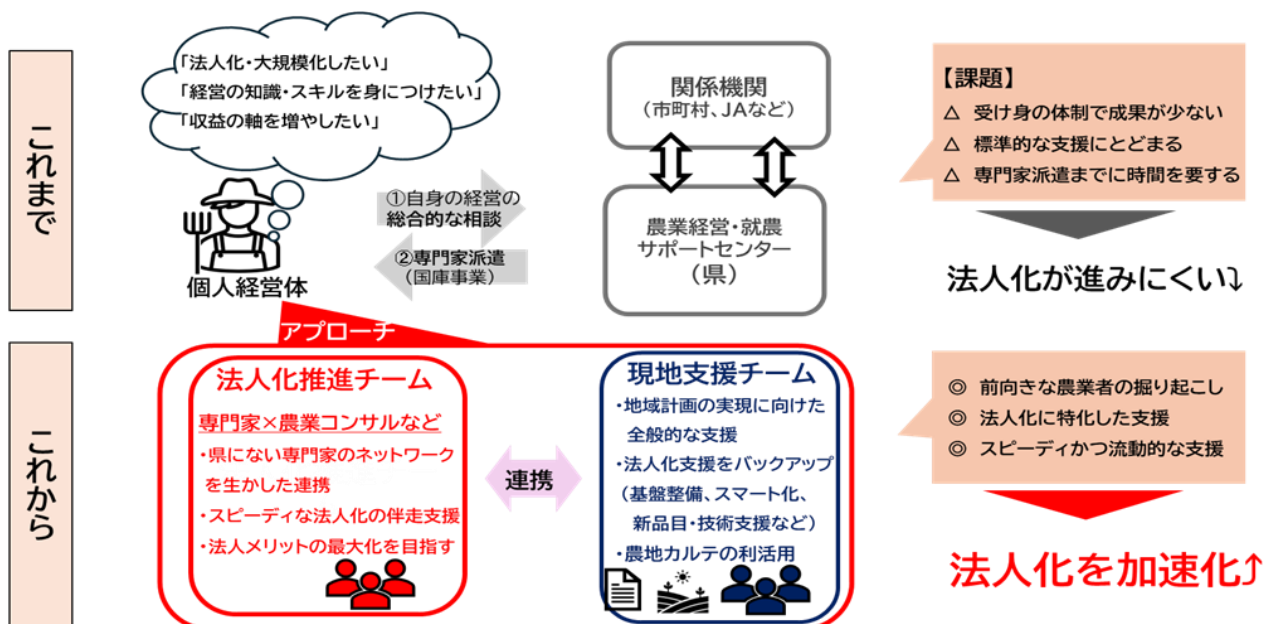 これまで
「法人化・大規模化したい」
「経営の知識・スキルを身につけたい」
「収益の軸を増やしたい」
個人経営体
①自身の経営の
総合的な相談
②専門家派遣
（国庫事業）
関係機関
（市町村、JAなど）
農業経営・就農
サポートセンター
（県）
【課題】
△ 受け身の体制で成果が少ない
△ 標準的な支援にとどまる
△ 専門家派遣までに時間を要する
法人化が進みにくい⤵
これから
アプローチ
法人化推進チーム
専門家×農業コンサルなど
・県にない専門家のネットワーク
を生かした連携
・スピーディな法人化の伴走支援
・法人メリットの最大化を目指す
連携
現地支援チーム
・地域計画の実現に向けた
全般的な支援
・法人化支援をバックアップ
（基盤整備、スマート化、
新品目・技術支援など）
・農地カルテの利活用
◎ 前向きな農業者の掘り起こし
◎ 法人化に特化した支援
◎ スピーディかつ流動的な支援
法人化を加速化⤴